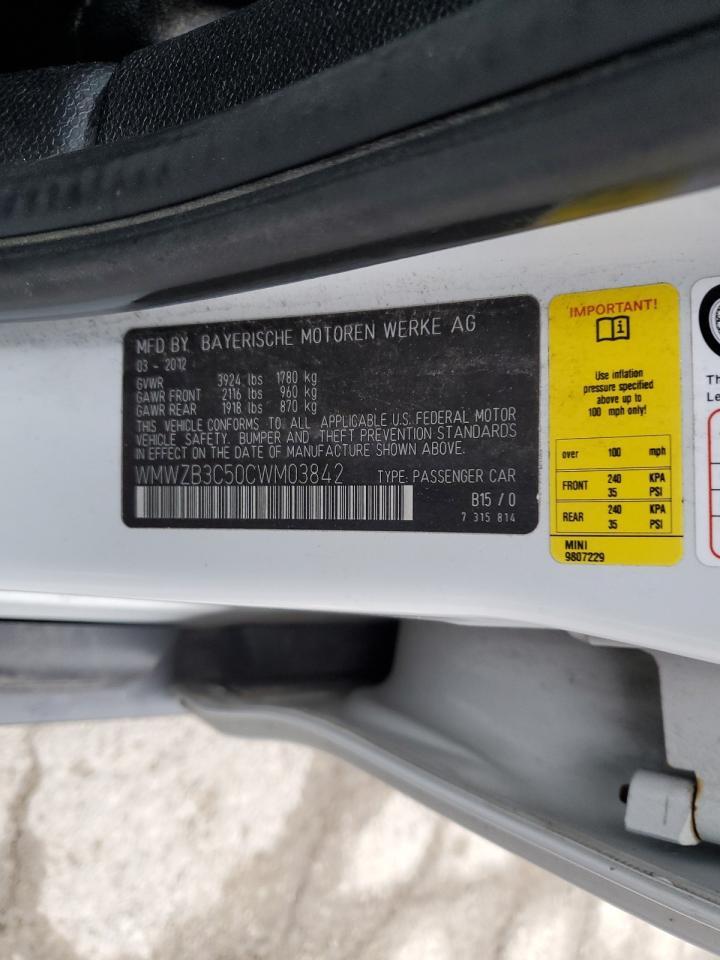 MFD BY BAYERISCHE MOTOREN WERKE AG
03 - 2012
GVWR 3924 lbs 1780 kg
GAWR FRONT 2116 lbs 960 kg
GAWR REAR 1918 lbs 870 kg
THIS VEHICLE CONFORMS TO ALL APPLICABLE U.S. FEDERAL MOTOR
VEHICLE SAFETY, BUMPER AND THEFT PREVENTION STANDARDS
IN EFFECT ON THE DATE OF MANUFACTURE SHOWN ABOVE.
WMWZB3C50CWM03842 TYPE: PASSENGER CAR
B15 / 0
7 315 814
IMPORTANT!
i
Use inflation
pressure specified
above up to
100 mph only!
over 100 mph
FRONT 240 KPA
35 PSI
REAR 240 KPA
35 PSI
MINI
9807229
Th
Le